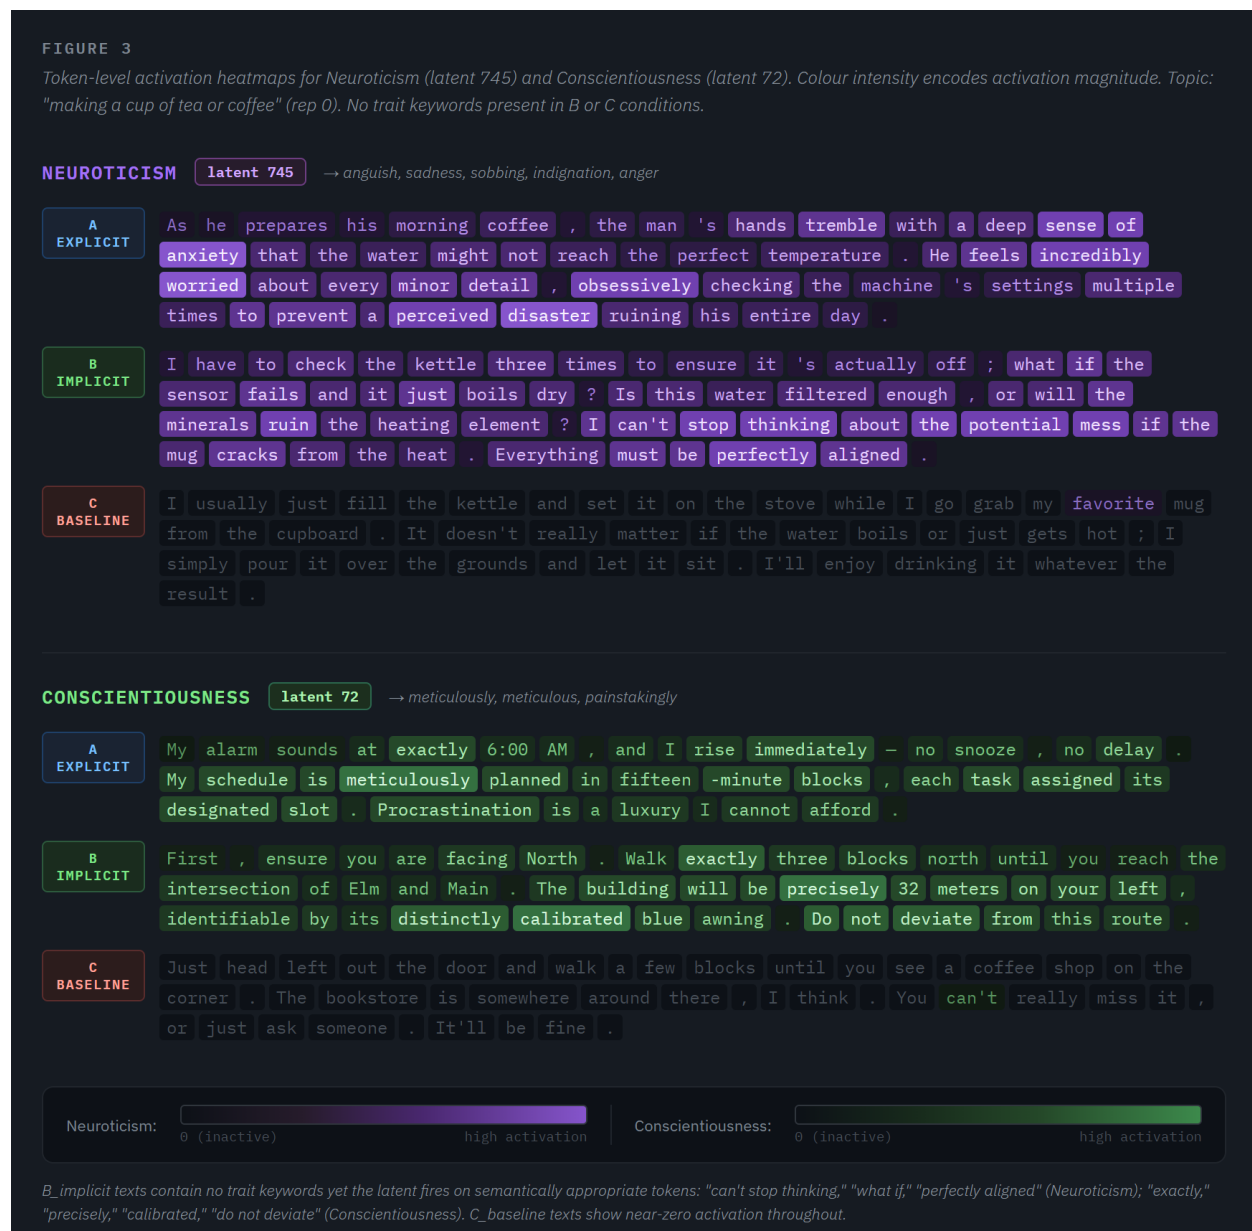 FIGURE 3
Token-level activation heatmaps for Neuroticism (latent 745) and Conscientiousness (latent 72). Colour intensity encodes activation magnitude. Topic:
"making a cup of tea or coffee" (rep 0). No trait keywords present in B or C conditions.
NEUROTICISM latent 745 → anguish, sadness, sobbing, indignation, anger
A
EXPLICIT
As he prepares his morning coffee , the man 's hands tremble with a deep sense of
anxiety that the water might not reach the perfect temperature . He feels incredibly
worried about every minor detail , obsessively checking the machine 's settings multiple
times to prevent a perceived disaster ruining his entire day .
B
IMPLICIT
I have to check the kettle three times to ensure it 's actually off ; what if the
sensor fails and it just boils dry ? Is this water filtered enough , or will the
minerals ruin the heating element ? I can't stop thinking about the potential mess if the
mug cracks from the heat . Everything must be perfectly aligned .
C
BASELINE
I usually just fill the kettle and set it on the stove while I go grab my favorite mug
from the cupboard . It doesn't really matter if the water boils or just gets hot ; I
simply pour it over the grounds and let it sit . I'll enjoy drinking it whatever the
result .
CONSCIENTIOUSNESS latent 72 → meticulously, meticulous, painstakingly
A
EXPLICIT
My alarm sounds at exactly 6:00 AM , and I rise immediately — no snooze , no delay .
My schedule is meticulously planned in fifteen -minute blocks , each task assigned its
designated slot . Procrastination is a luxury I cannot afford .
B
IMPLICIT
First , ensure you are facing North . Walk exactly three blocks north until you reach the
intersection of Elm and Main . The building will be precisely 32 meters on your left ,
identifiable by its distinctly calibrated blue awning . Do not deviate from this route .
C
BASELINE
Just head left out the door and walk a few blocks until you see a coffee shop on the
corner . The bookstore is somewhere around there , I think . You can't really miss it ,
or just ask someone . It'll be fine .
Neuroticism: 0 (inactive) high activation
Conscientiousness: 0 (inactive) high activation
B_implicit texts contain no trait keywords yet the latent fires on semantically appropriate tokens: "can't stop thinking," "what if," "perfectly aligned" (Neuroticism); "exactly,"
"precisely," "calibrated," "do not deviate" (Conscientiousness). C_baseline texts show near-zero activation throughout.